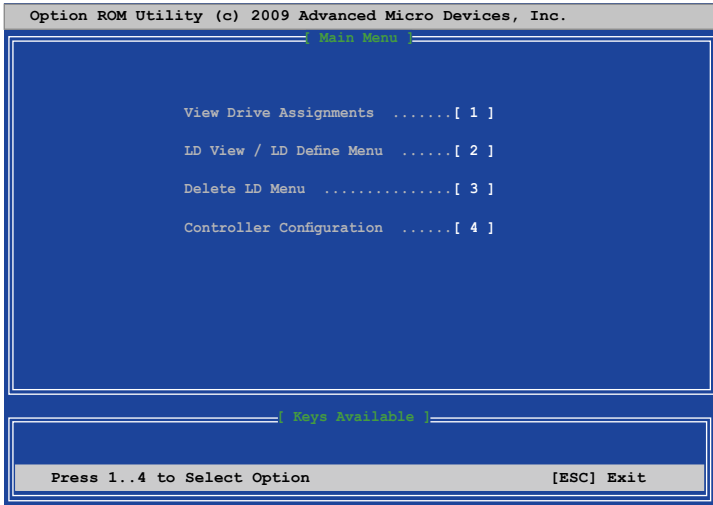 Option ROM Utility (c) 2009 Advanced Micro Devices, Inc.
[ Main Menu ]
View Drive Assignments .......[ 1 ]
LD View / LD Define Menu ......[ 2 ]
Delete LD Menu ...............[ 3 ]
Controller Configuration ......[ 4 ]
[ Keys Available ]
Press 1..4 to Select Option [ESC] Exit